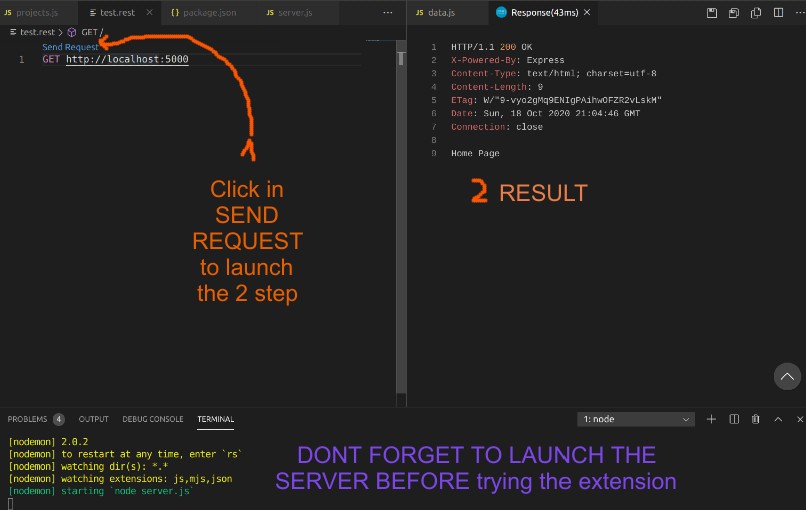 projects.js
test.rest
package.json
server.js
test.rest > GET /
Send Request
1 GET http://localhost:5000
Click in
SEND
REQUEST
to launch
the 2 step
data.js
Response(43ms)
1 HTTP/1.1 200 OK
2 X-Powered-By: Express
3 Content-Type: text/html; charset=utf-8
4 Content-Length: 9
5 ETag: W/"9-vyo2gMq9ENIgPAihwOFZR2vLskM"
6 Date: Sun, 18 Oct 2020 21:04:46 GMT
7 Connection: close
8
9 Home Page
2 RESULT
PROBLEMS 4 OUTPUT DEBUG CONSOLE TERMINAL
1: node
[nodemon] 2.0.2
[nodemon] to restart at any time, enter `rs`
[nodemon] watching dir(s): *.*
[nodemon] watching extensions: js,mjs,json
[nodemon] starting `node server.js`
DONT FORGET TO LAUNCH THE
SERVER BEFORE trying the extension